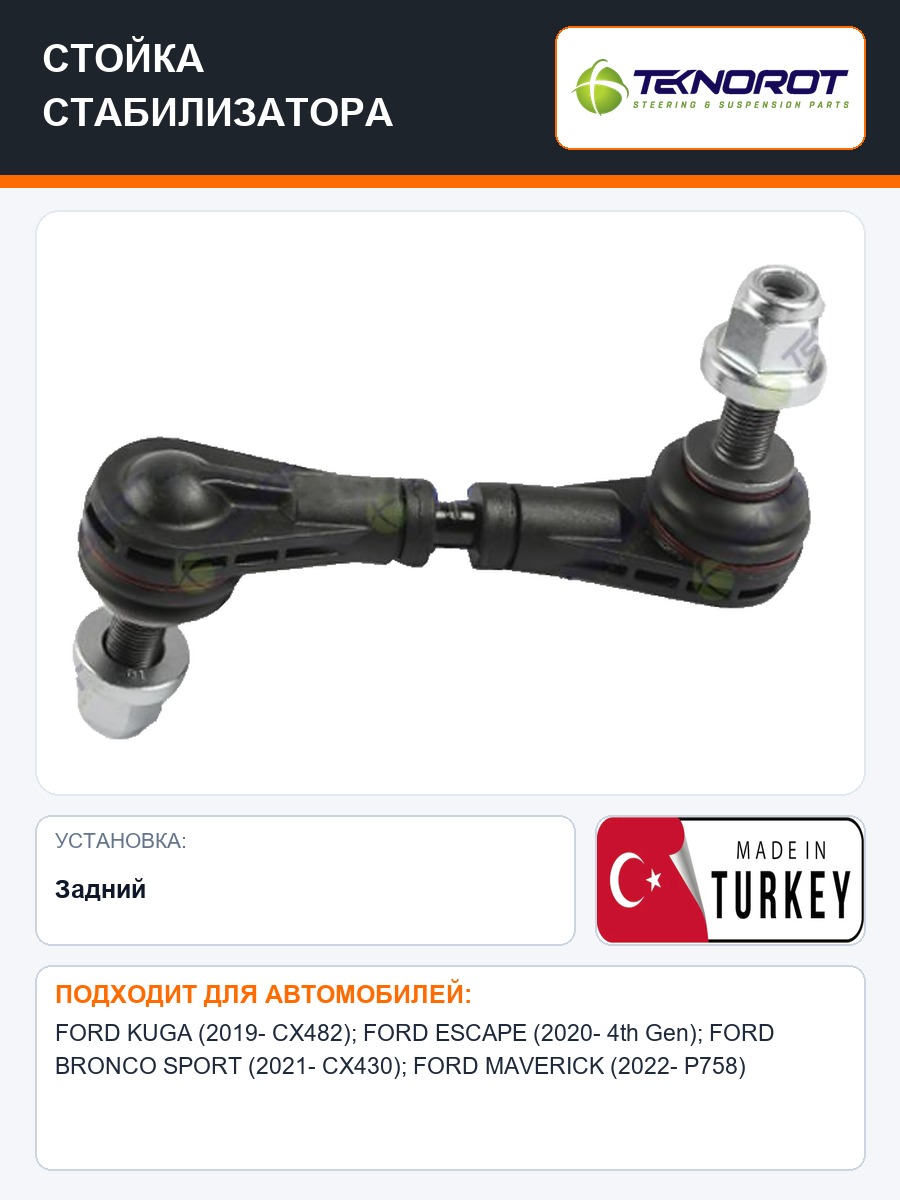 СТОЙКА
СТАБИЛИЗАТОРА
TEKNOROT
STEERING & SUSPENSION PARTS
УСТАНОВКА:
Задний
MADE IN
TURKEY
ПОДХОДИТ ДЛЯ АВТОМОБИЛЕЙ:
FORD KUGA (2019- CX482); FORD ESCAPE (2020- 4th Gen); FORD
BRONCO SPORT (2021- CX430); FORD MAVERICK (2022- P758)